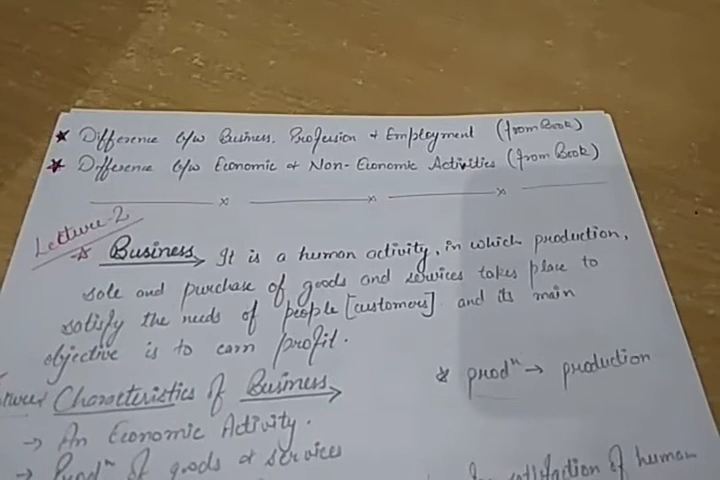 * Difference b/w Business, Profession & Employment (from Book)
* Difference b/w Economic & Non-Economic Activities (from Book)
Lecture-2
Business → It is a human activity, in which production,
sale and purchase of goods and services takes place to
satisfy the needs of people [customers] and its main
objective is to earn profit.
Characteristics of Business
* prodⁿ → production
→ An Economic Activity.
→ Prodⁿ of goods & services
satisfaction of human